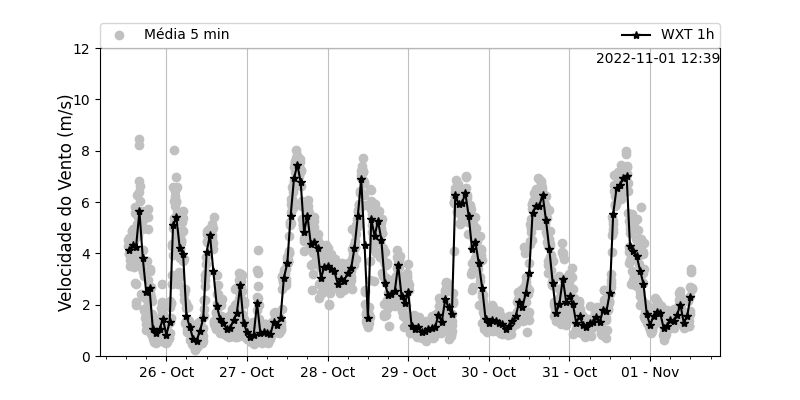 Média 5 min
WXT 1h
2022-11-01 12:39
Velocidade do Vento (m/s)
12
10
8
6
4
2
0
26 - Oct
27 - Oct
28 - Oct
29 - Oct
30 - Oct
31 - Oct
01 - Nov